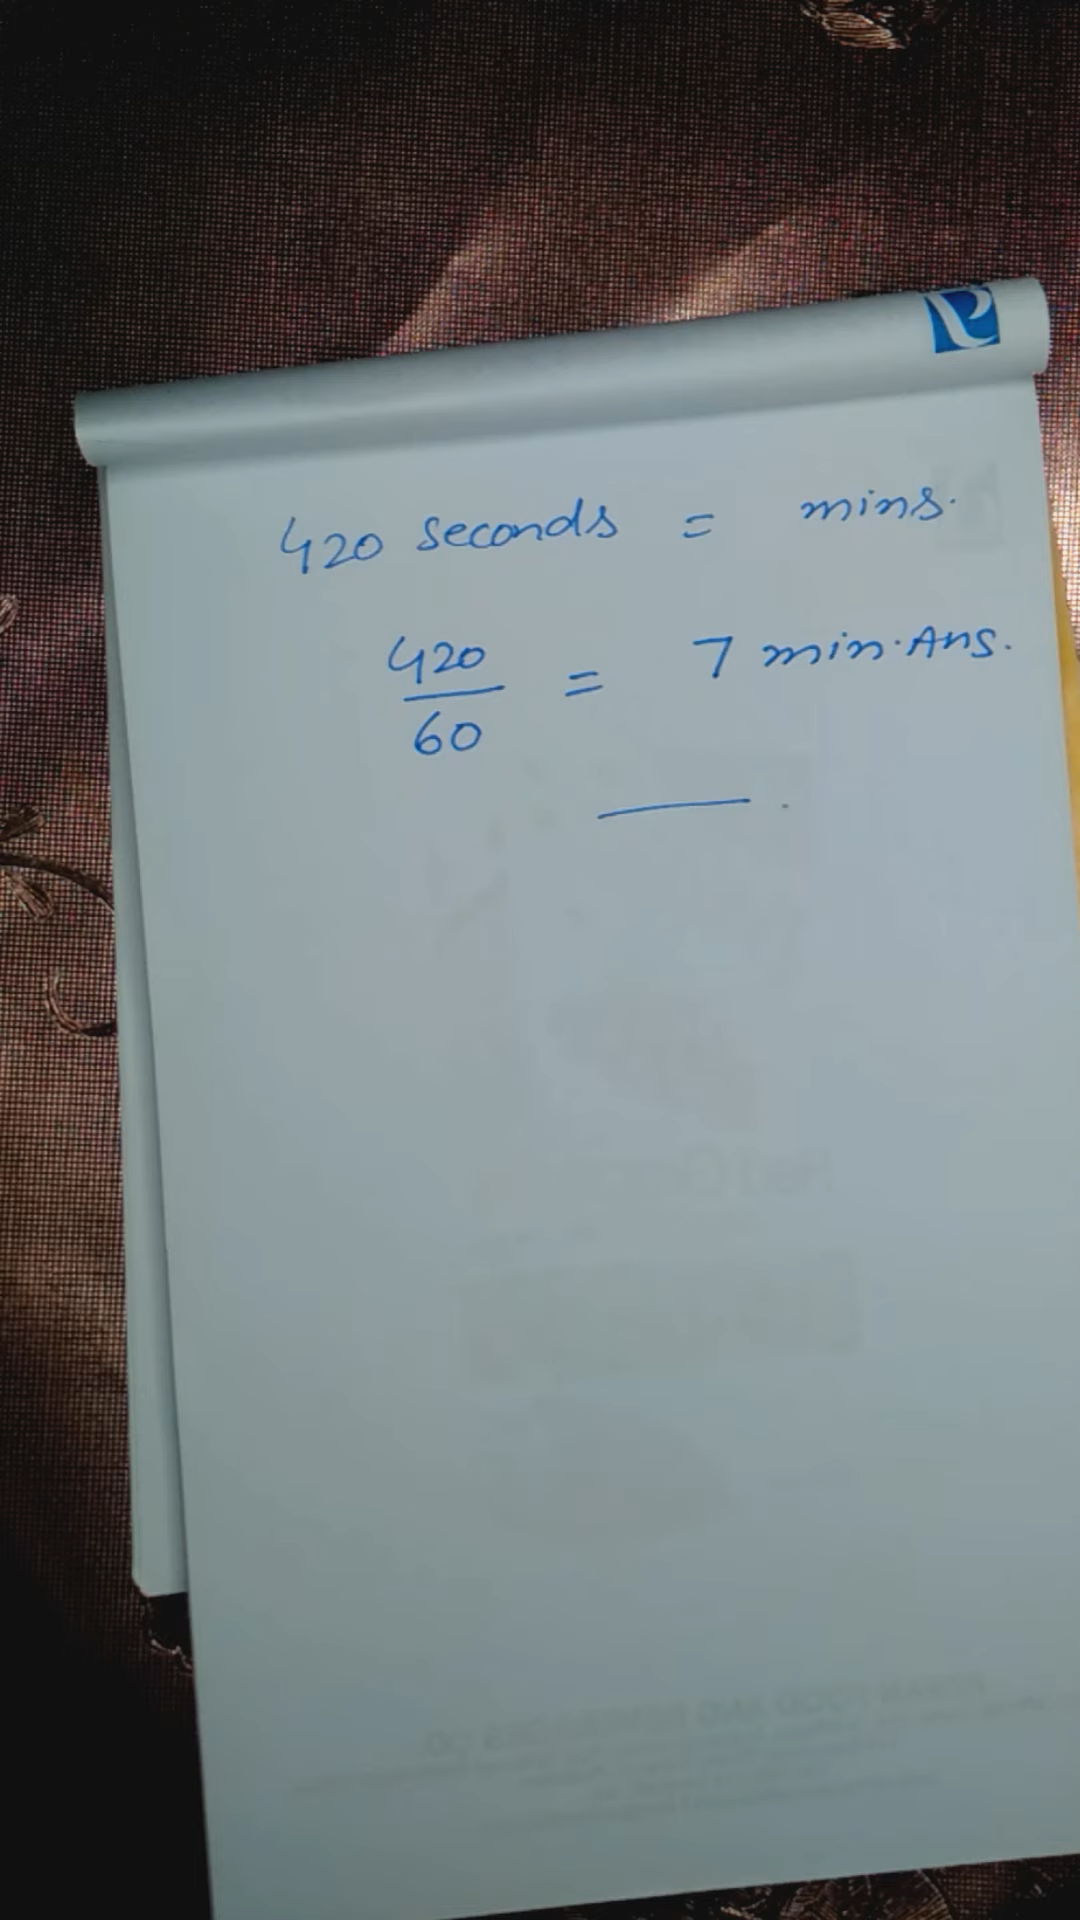 420 seconds = mins.
420
60
= 7 min. Ans.